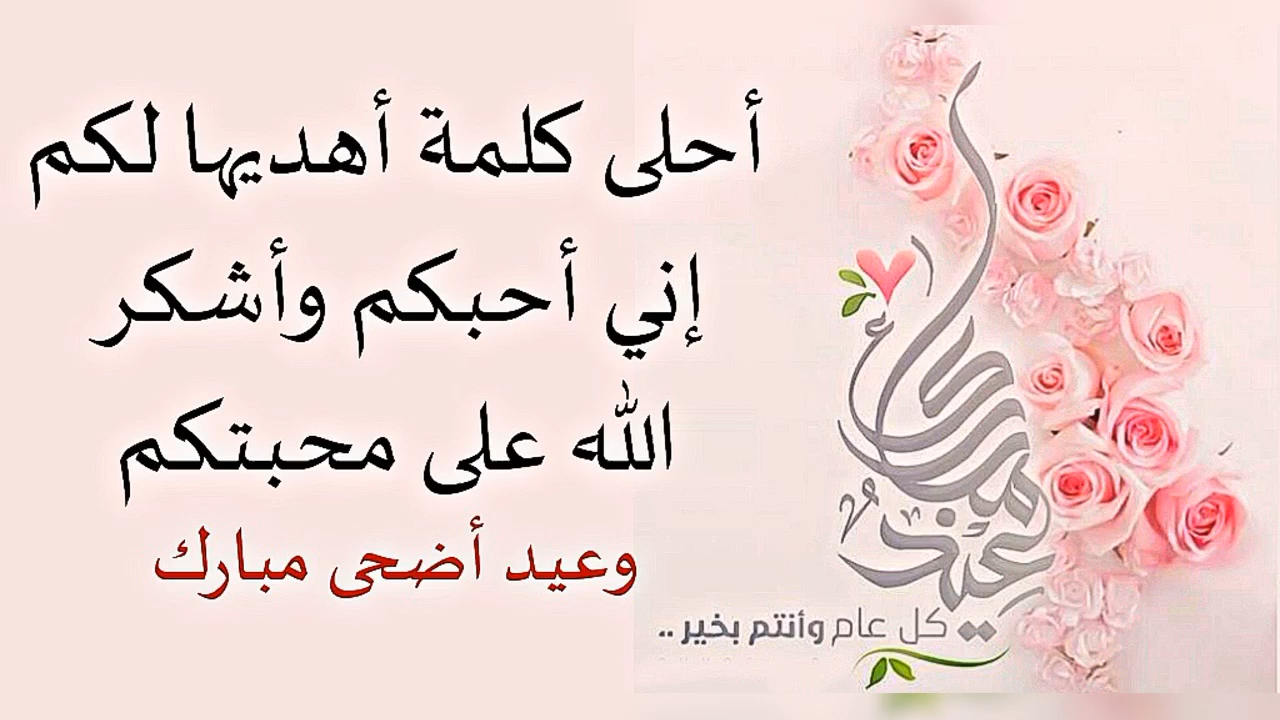 أحلى كلمة أهديها لكم
إني أحبكم وأشكر
الله على محبتكم
وعيد أضحى مبارك
عيد مبارك
كل عام وأنتم بخير ..